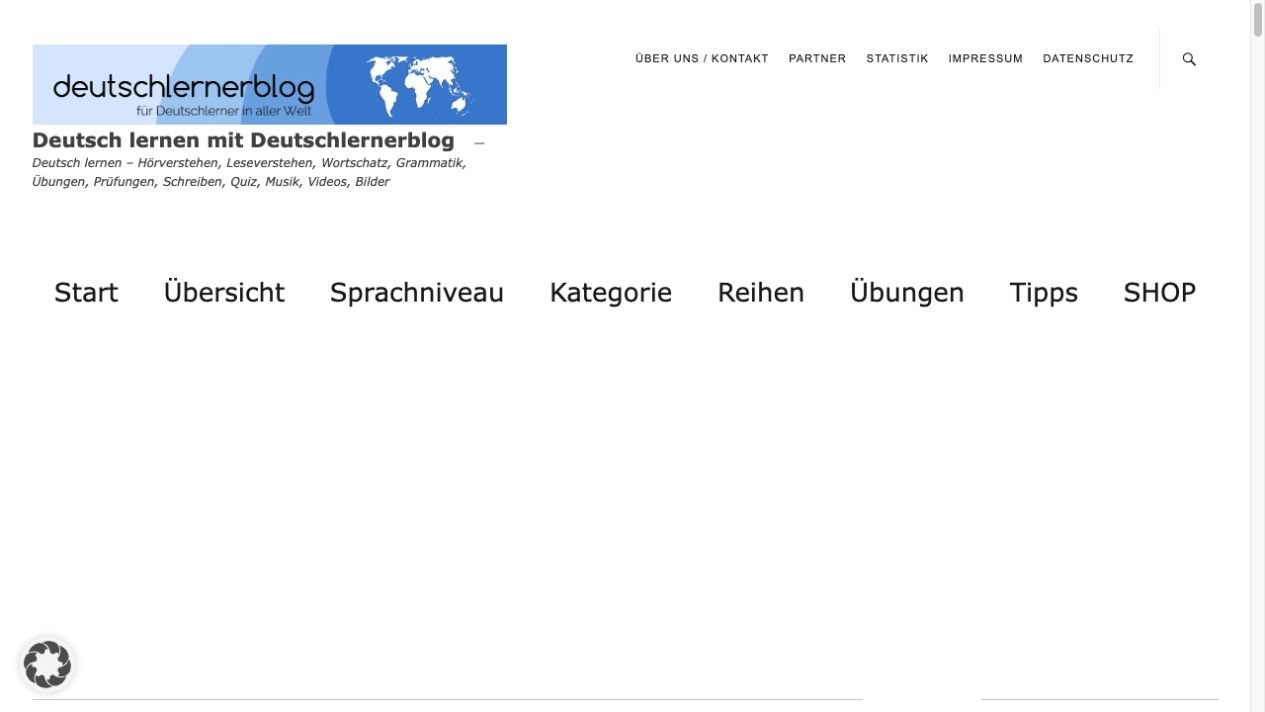 deutschlernerblog
für Deutschlerner in aller Welt
ÜBER UNS / KONTAKT PARTNER STATISTIK IMPRESSUM DATENSCHUTZ
Deutsch lernen mit Deutschlernerblog –
Deutsch lernen – Hörverstehen, Leseverstehen, Wortschatz, Grammatik,
Übungen, Prüfungen, Schreiben, Quiz, Musik, Videos, Bilder
Start Übersicht Sprachniveau Kategorie Reihen Übungen Tipps SHOP